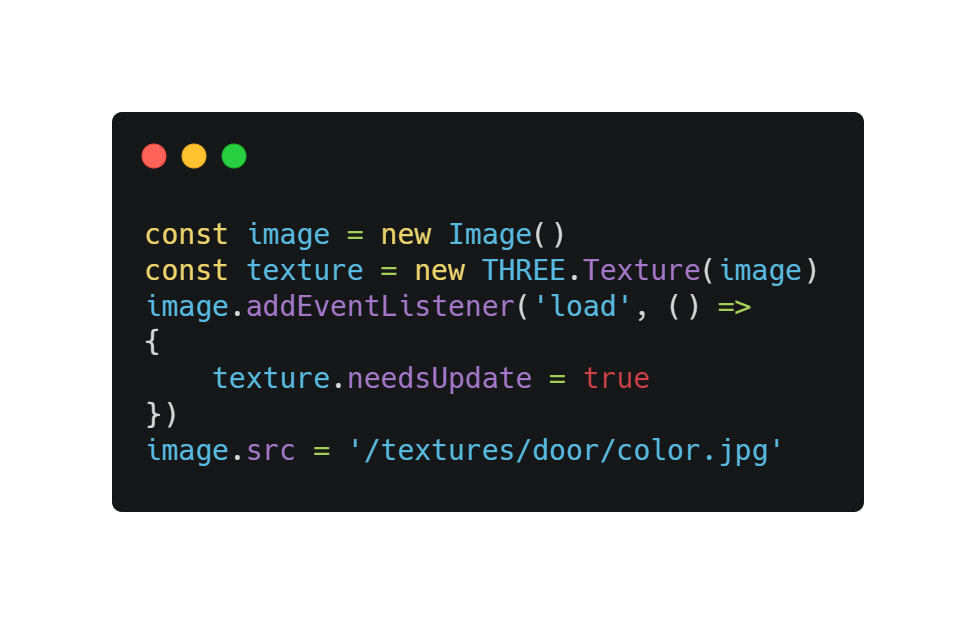 const image = new Image()
const texture = new THREE.Texture(image)
image.addEventListener('load', () =>
{
    texture.needsUpdate = true
})
image.src = '/textures/door/color.jpg'